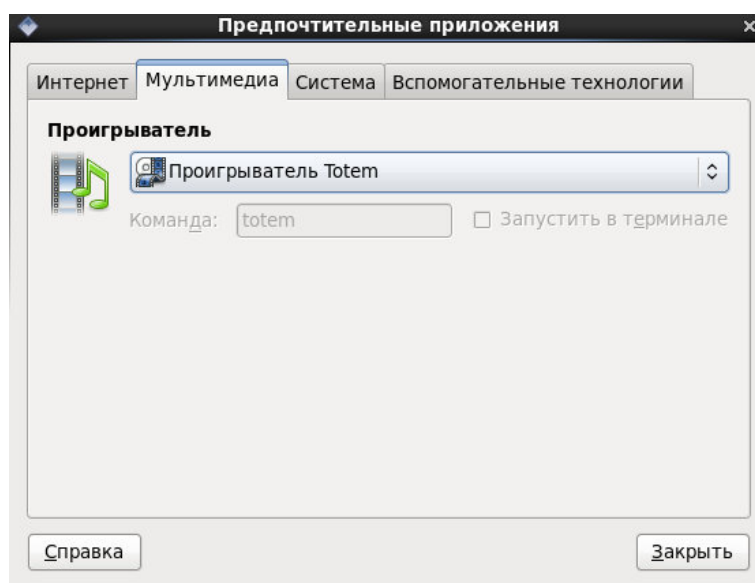 Предпочтительные приложения
Интернет Мультимедиа Система Вспомогательные технологии
Проигрыватель
Проигрыватель Totem
Команда: totem Запустить в терминале
Справка Закрыть